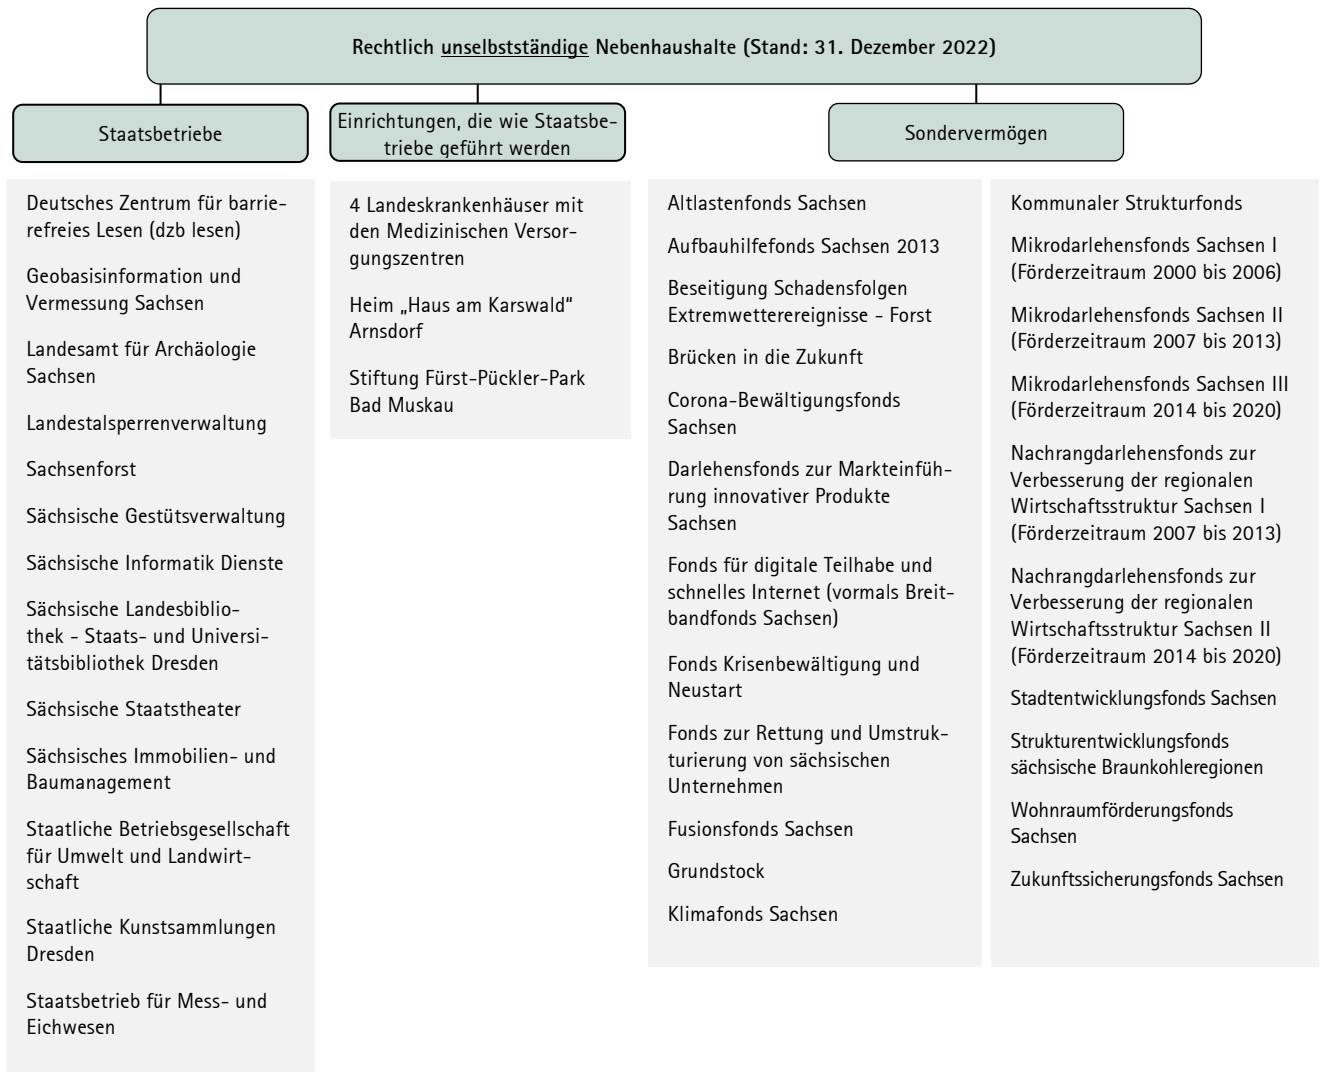 Rechtlich unselbstständige Nebenhaushalte (Stand: 31. Dezember 2022)
Staatsbetriebe
Deutsches Zentrum für barrie-
refreies Lesen (dzb lesen)
Geobasisinformation und
Vermessung Sachsen
Landesamt für Archäologie
Sachsen
Landestalsperrenverwaltung
Sachsenforst
Sächsische Gestütsverwaltung
Sächsische Informatik Dienste
Sächsische Landesbiblio-
thek - Staats- und Universi-
tätsbibliothek Dresden
Sächsische Staatstheater
Sächsisches Immobilien- und
Baumanagement
Staatliche Betriebsgesellschaft
für Umwelt und Landwirt-
schaft
Staatliche Kunstsammlungen
Dresden
Staatsbetrieb für Mess- und
Eichwesen
Einrichtungen, die wie Staatsbe-
triebe geführt werden
4 Landeskrankenhäuser mit
den Medizinischen Versor-
gungszentren
Heim „Haus am Karswald“
Arnsdorf
Stiftung Fürst-Pückler-Park
Bad Muskau
Sondervermögen
Altlastenfonds Sachsen
Aufbauhilfefonds Sachsen 2013
Beseitigung Schadensfolgen
Extremwetterereignisse - Forst
Brücken in die Zukunft
Corona-Bewältigungsfonds
Sachsen
Darlehensfonds zur Markteinfüh-
rung innovativer Produkte
Sachsen
Fonds für digitale Teilhabe und
schnelles Internet (vormals Breit-
bandfonds Sachsen)
Fonds Krisenbewältigung und
Neustart
Fonds zur Rettung und Umstruk-
turierung von sächsischen
Unternehmen
Fusionsfonds Sachsen
Grundstock
Klimafonds Sachsen
Kommunaler Strukturfonds
Mikrodarlehensfonds Sachsen I
(Förderzeitraum 2000 bis 2006)
Mikrodarlehensfonds Sachsen II
(Förderzeitraum 2007 bis 2013)
Mikrodarlehensfonds Sachsen III
(Förderzeitraum 2014 bis 2020)
Nachrangdarlehensfonds zur
Verbesserung der regionalen
Wirtschaftsstruktur Sachsen I
(Förderzeitraum 2007 bis 2013)
Nachrangdarlehensfonds zur
Verbesserung der regionalen
Wirtschaftsstruktur Sachsen II
(Förderzeitraum 2014 bis 2020)
Stadtentwicklungsfonds Sachsen
Strukturentwicklungsfonds
sächsische Braunkohleregionen
Wohnraumförderungsfonds
Sachsen
Zukunftssicherungsfonds Sachsen